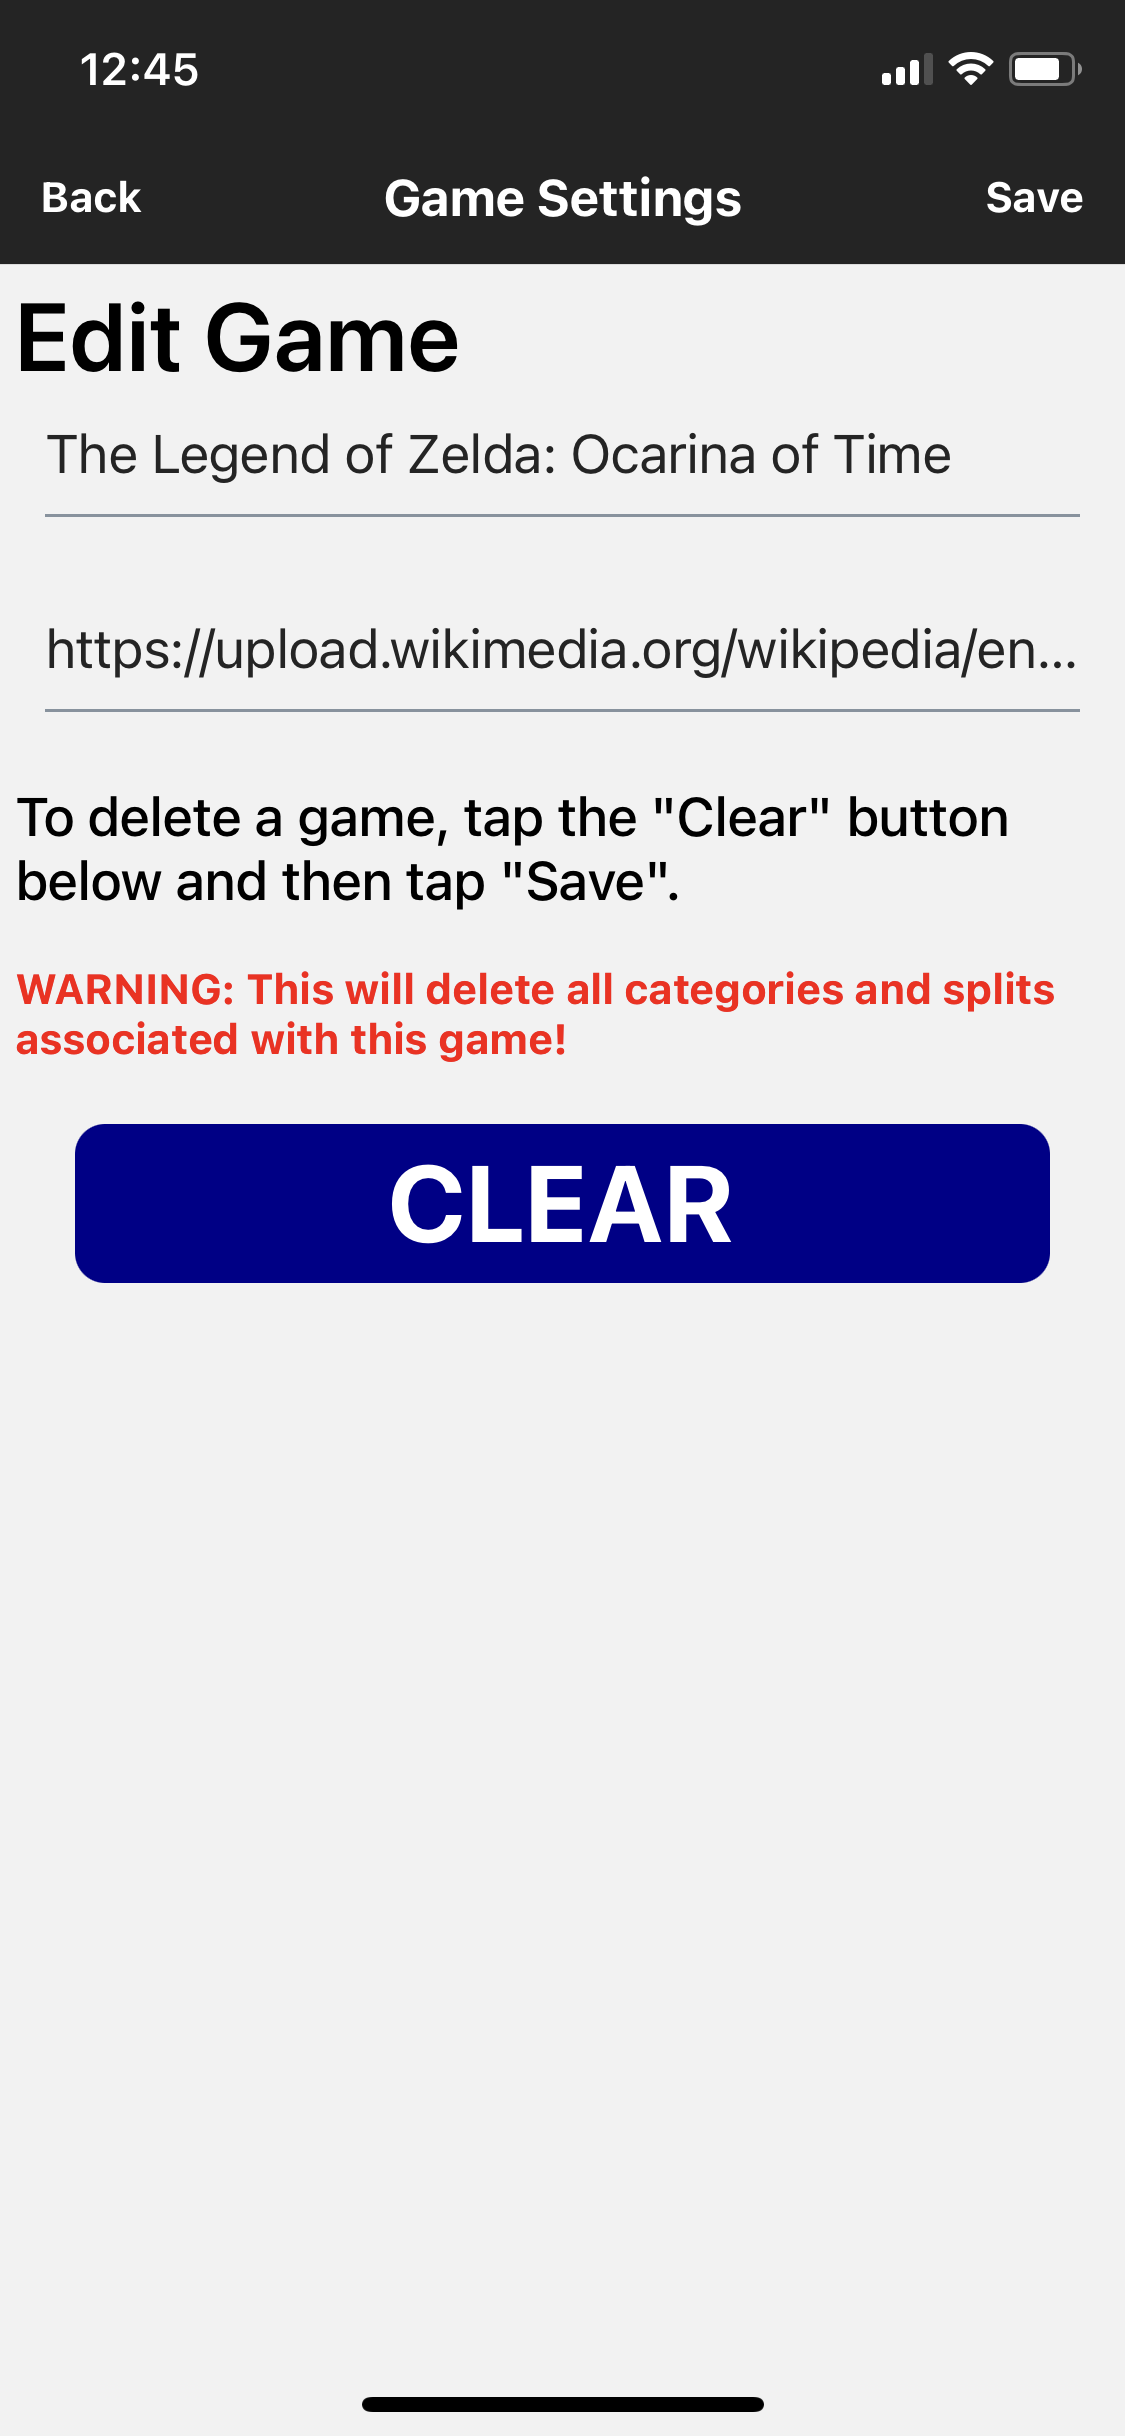 12:45
Back
Game Settings
Save
Edit Game
The Legend of Zelda: Ocarina of Time
https://upload.wikimedia.org/wikipedia/en...
To delete a game, tap the "Clear" button
below and then tap "Save".
WARNING: This will delete all categories and splits
associated with this game!
CLEAR